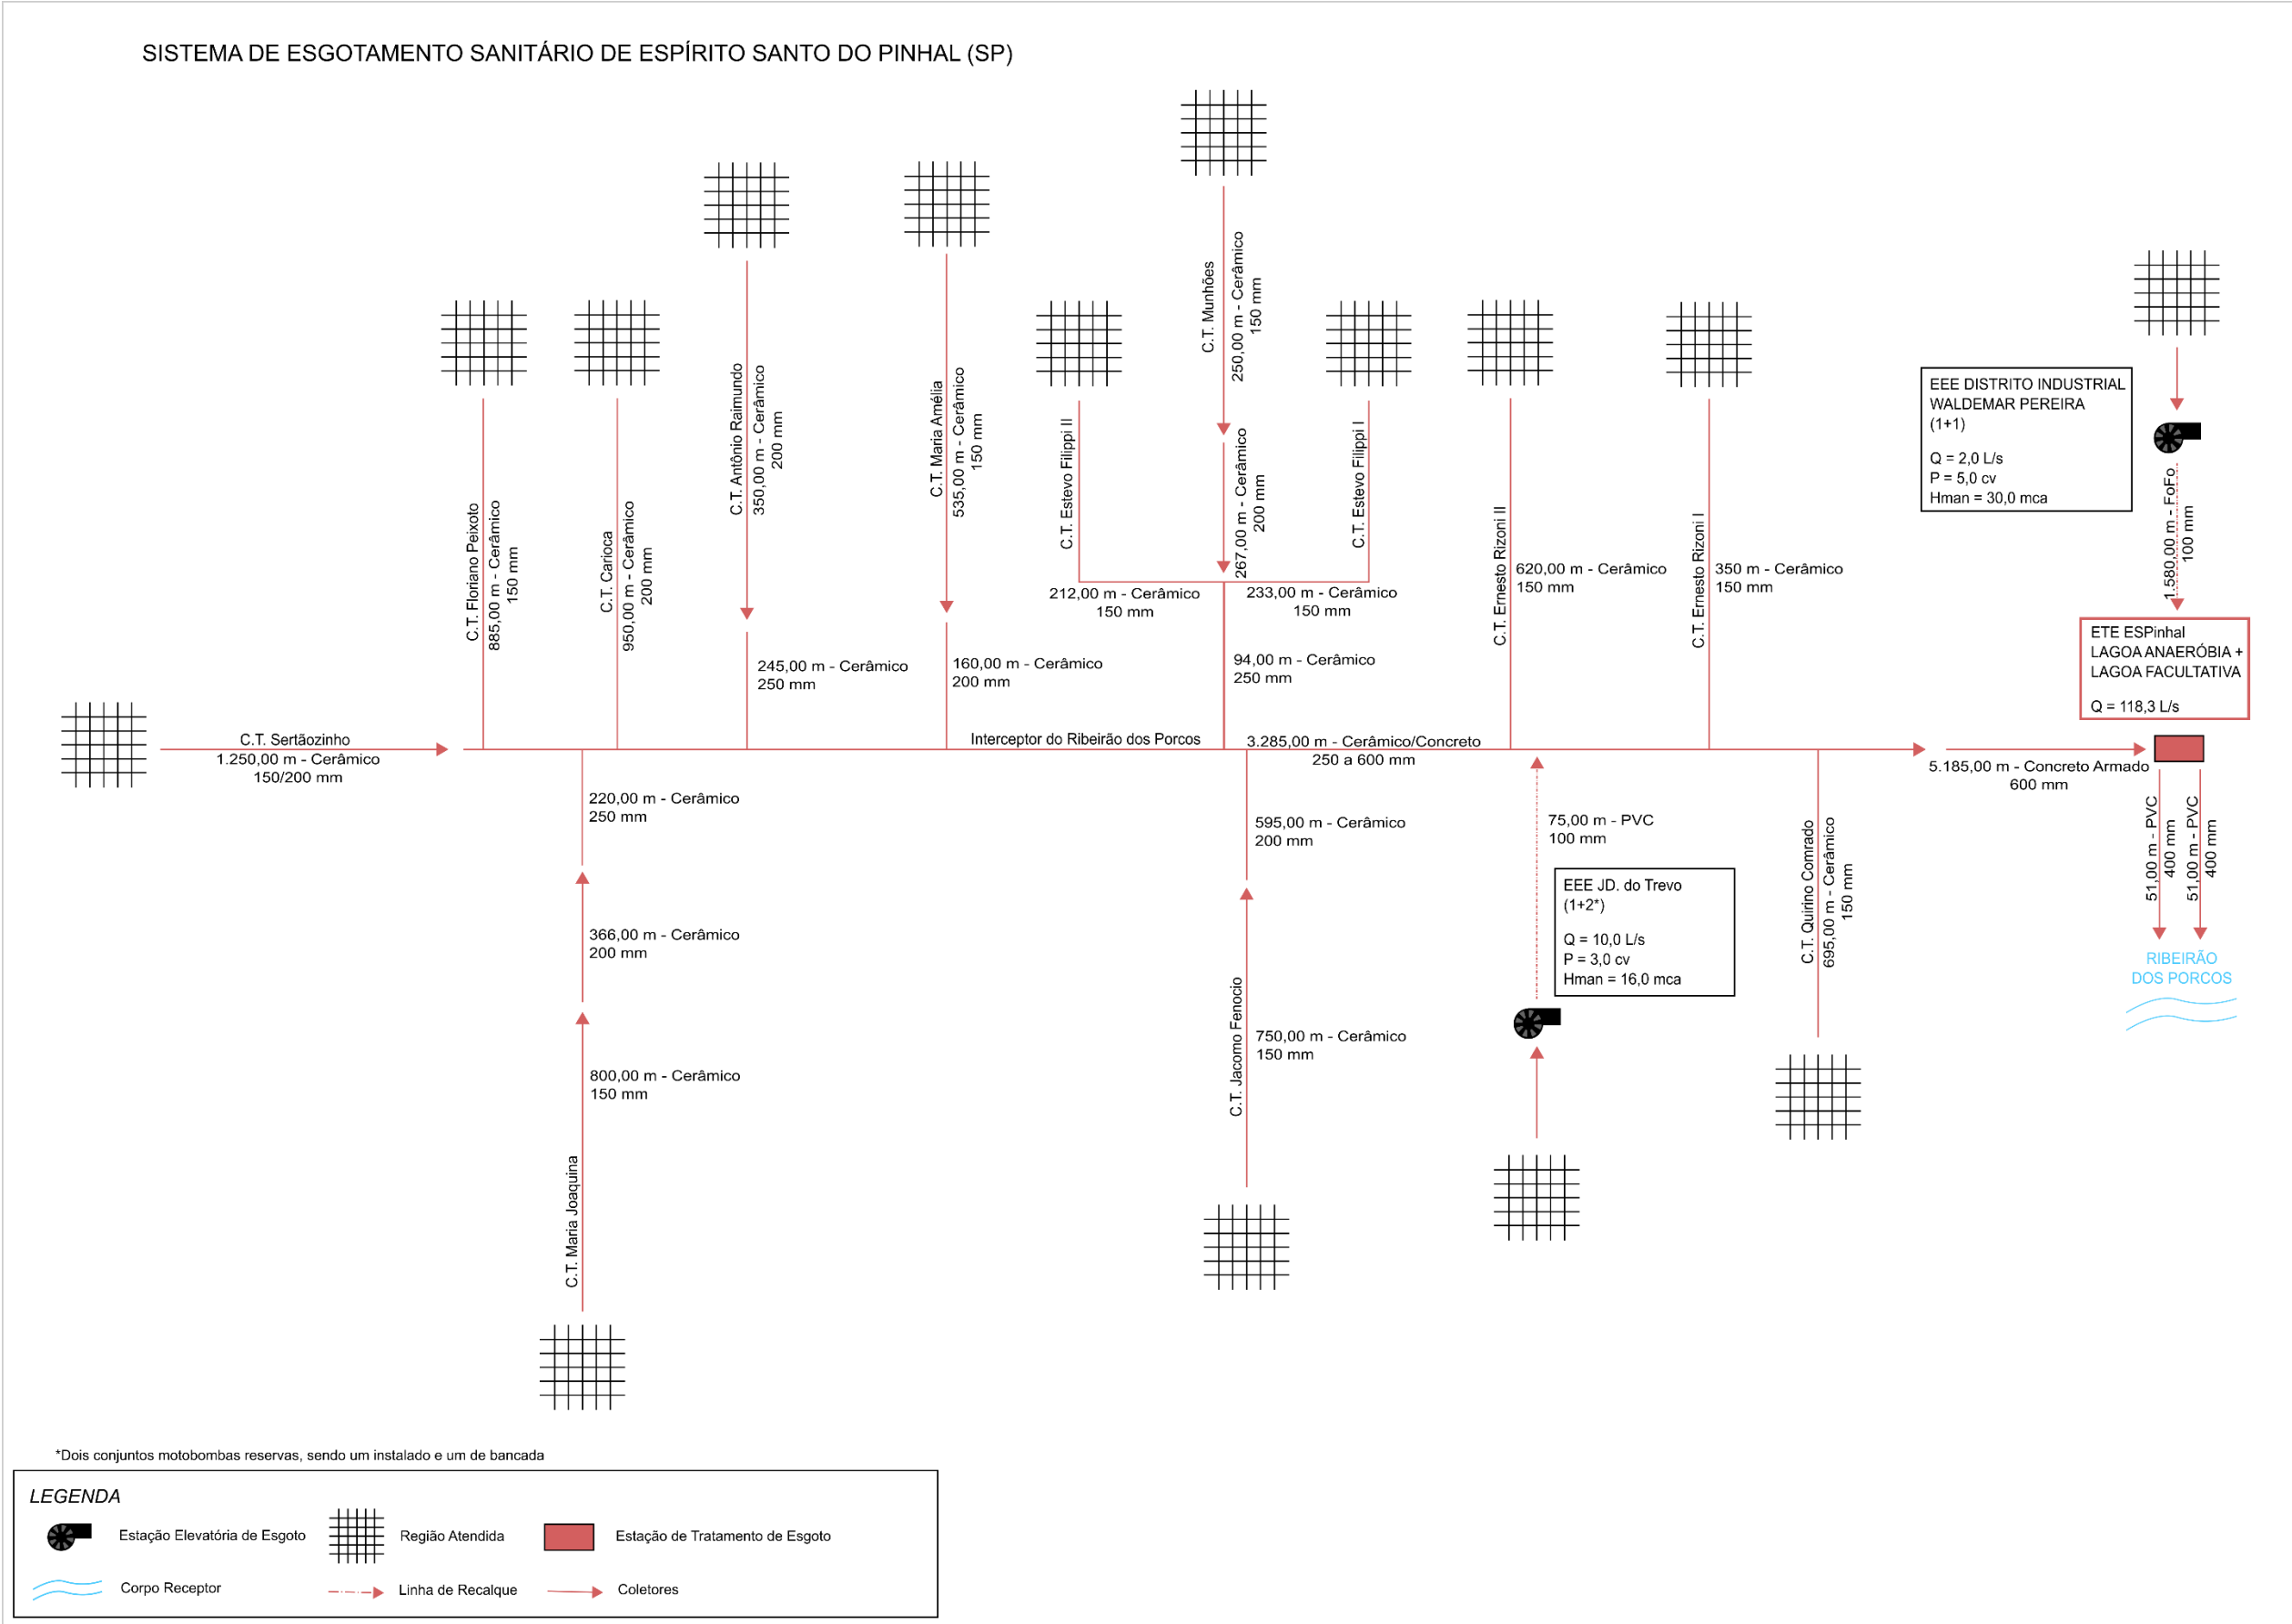 SISTEMA DE ESGOTAMENTO SANITÁRIO DE ESPÍRITO SANTO DO PINHAL (SP)
C.T. Sertãozinho
1.250,00 m - Cerâmico
150/200 mm
C.T. Floriano Peixoto
885,00 m - Cerâmico
150 mm
C.T. Carioca
950,00 m - Cerâmico
200 mm
C.T. Antônio Raimundo
350,00 m - Cerâmico
200 mm
245,00 m - Cerâmico
250 mm
C.T. Maria Amélia
535,00 m - Cerâmico
150 mm
160,00 m - Cerâmico
200 mm
C.T. Estevo Filippi II
212,00 m - Cerâmico
150 mm
C.T. Munhões
250,00 m - Cerâmico
150 mm
267,00 m - Cerâmico
200 mm
C.T. Estevo Filippi I
233,00 m - Cerâmico
150 mm
94,00 m - Cerâmico
250 mm
C.T. Ernesto Rizoni II
620,00 m - Cerâmico
150 mm
C.T. Ernesto Rizoni I
350 m - Cerâmico
150 mm
EEE DISTRITO INDUSTRIAL
WALDEMAR PEREIRA
(1+1)
Q = 2,0 L/s
P = 5,0 cv
Hman = 30,0 mca
1.580,00 m - FoFo
100 mm
ETE ESPinhal
LAGOA ANAERÓBIA +
LAGOA FACULTATIVA
Q = 118,3 L/s
Interceptor do Ribeirão dos Porcos
3.285,00 m - Cerâmico/Concreto
250 a 600 mm
5.185,00 m - Concreto Armado
600 mm
51,00 m - PVC
400 mm
51,00 m - PVC
400 mm
RIBEIRÃO
DOS PORCOS
220,00 m - Cerâmico
250 mm
366,00 m - Cerâmico
200 mm
800,00 m - Cerâmico
150 mm
C.T. Maria Joaquina
595,00 m - Cerâmico
200 mm
C.T. Jacomo Fenocio
750,00 m - Cerâmico
150 mm
75,00 m - PVC
100 mm
EEE JD. do Trevo
(1+2*)
Q = 10,0 L/s
P = 3,0 cv
Hman = 16,0 mca
C.T. Quirino Comrado
695,00 m - Cerâmico
150 mm
*Dois conjuntos motobombas reservas, sendo um instalado e um de bancada
LEGENDA
Estação Elevatória de Esgoto
Região Atendida
Estação de Tratamento de Esgoto
Corpo Receptor
Linha de Recalque
Coletores